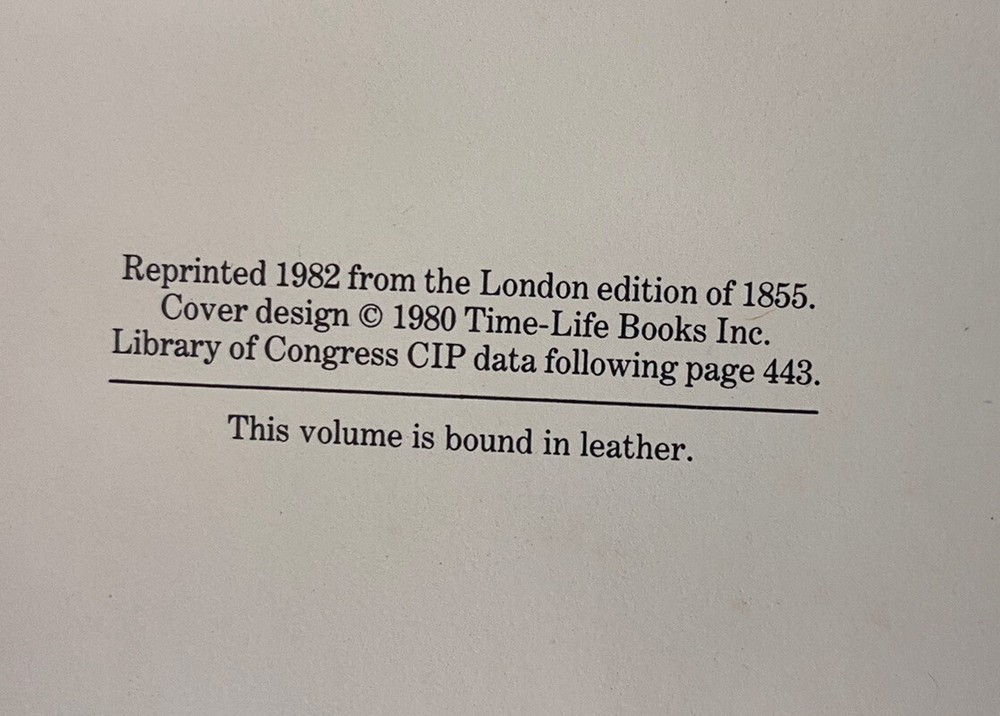 Reprinted 1982 from the London edition of 1855.
Cover design © 1980 Time-Life Books Inc.
Library of Congress CIP data following page 443.
This volume is bound in leather.